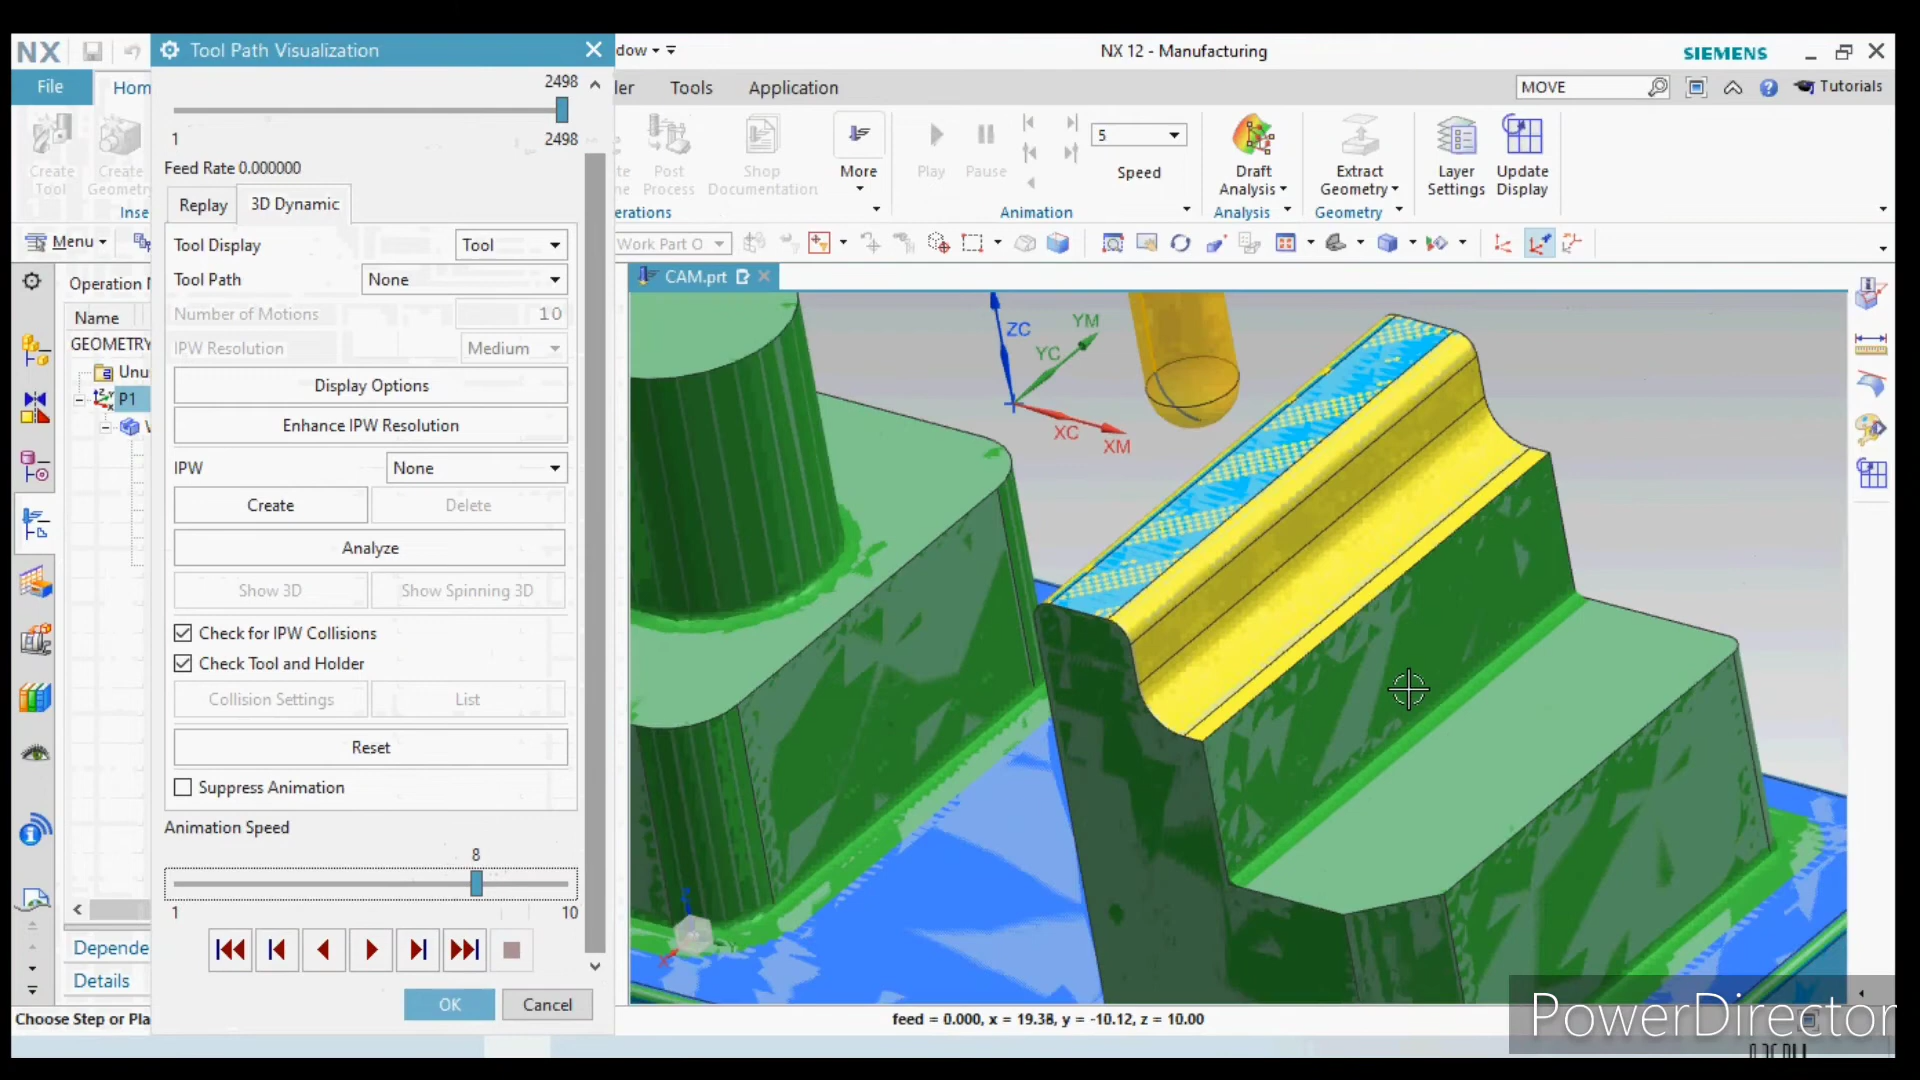 NX
Tool Path Visualization
dow
NX 12 - Manufacturing
SIEMENS
File
Hom
ler
Tools
Application
MOVE
Tutorials
2498
1
2498
Feed Rate 0.000000
Replay
3D Dynamic
Tool Display
Tool
Tool Path
None
Number of Motions
10
IPW Resolution
Medium
Display Options
Enhance IPW Resolution
IPW
None
Create
Delete
Analyze
Show 3D
Show Spinning 3D
Check for IPW Collisions
Check Tool and Holder
Collision Settings
List
Reset
Suppress Animation
Animation Speed
8
1
10
OK
Cancel
Create
Tool
Create
Geometry
Inse
Menu
Operation
Name
GEOMETRY
Unu
P1
Depende
Details
Choose Step or Pla
Post
Process
Shop
Documentation
More
erations
Play
Pause
5
Speed
Animation
Draft
Analysis
Analysis
Extract
Geometry
Geometry
Layer
Settings
Update
Display
Work Part O
CAM.prt
ZC
YM
YC
XC
XM
feed = 0.000, x = 19.38, y = -10.12, z = 10.00
PowerDirector